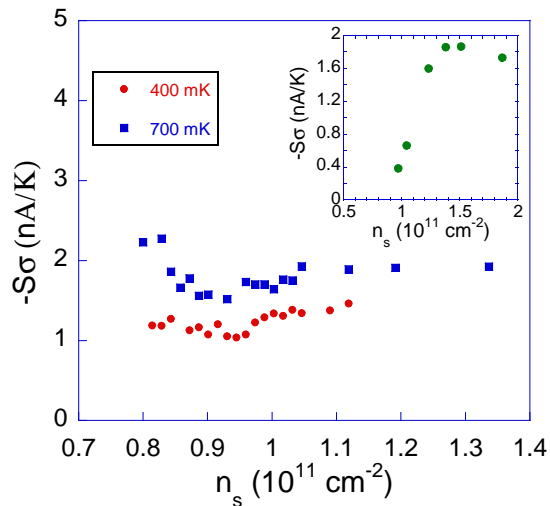 -Sσ (nA/K)
5
4
3
2
1
0
0.7 0.8 0.9 1 1.1 1.2 1.3 1.4
n_s (10^11 cm^-2)
400 mK
700 mK
-Sσ (nA/K)
2
1.6
1.2
0.8
0.4
0
0.5 1 1.5 2
n_s (10^11 cm^-2)